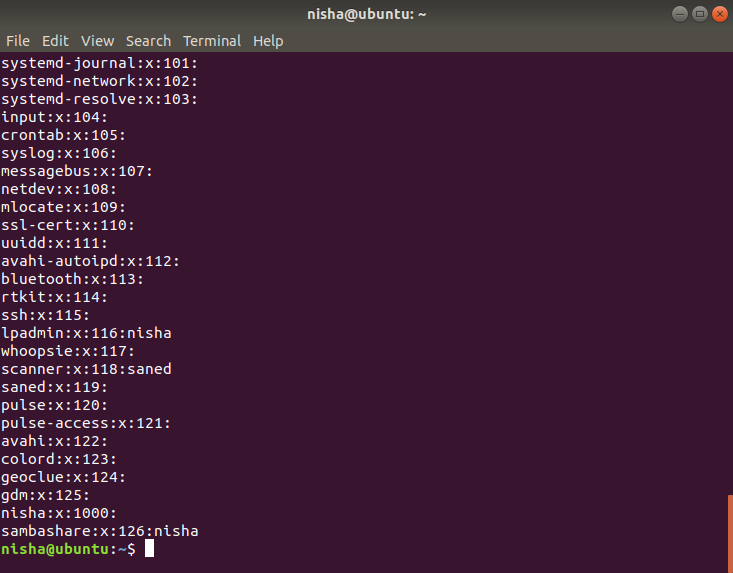 nisha@ubuntu: ~
File Edit View Search Terminal Help
systemd-journal:x:101:
systemd-network:x:102:
systemd-resolve:x:103:
input:x:104:
crontab:x:105:
syslog:x:106:
messagebus:x:107:
netdev:x:108:
mlocate:x:109:
ssl-cert:x:110:
uuidd:x:111:
avahi-autoipd:x:112:
bluetooth:x:113:
rtkit:x:114:
ssh:x:115:
lpadmin:x:116:nisha
whoopsie:x:117:
scanner:x:118:saned
saned:x:119:
pulse:x:120:
pulse-access:x:121:
avahi:x:122:
colord:x:123:
geoclue:x:124:
gdm:x:125:
nisha:x:1000:
sambashare:x:126:nisha
nisha@ubuntu:~$